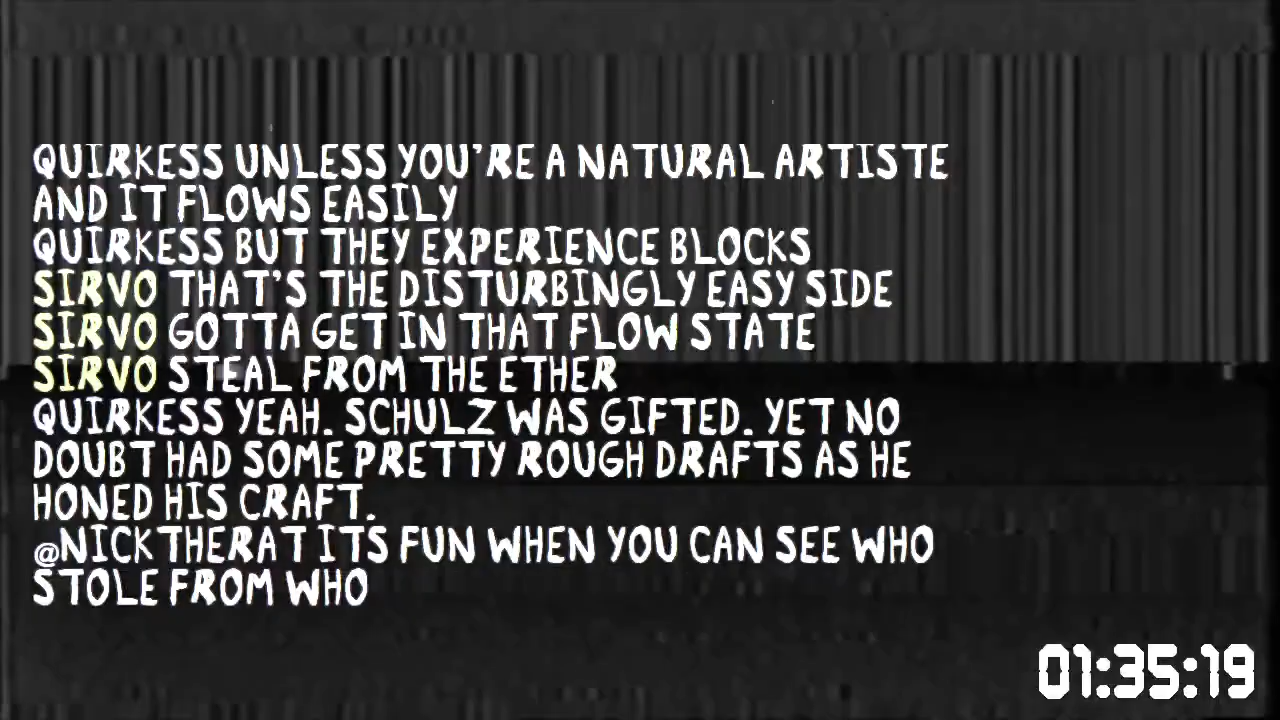 QUIRKESS UNLESS YOU'RE A NATURAL ARTISTE
AND IT FLOWS EASILY
QUIRKESS BUT THEY EXPERIENCE BLOCKS
SIRVO THAT'S THE DISTURBINGLY EASY SIDE
SIRVO GOTTA GET IN THAT FLOW STATE
SIRVO STEAL FROM THE ETHER
QUIRKESS YEAH. SCHULZ WAS GIFTED. YET NO
DOUBT HAD SOME PRETTY ROUGH DRAFTS AS HE
HONED HIS CRAFT.
@NICKTHERAT ITS FUN WHEN YOU CAN SEE WHO
STOLE FROM WHO
01:35:19